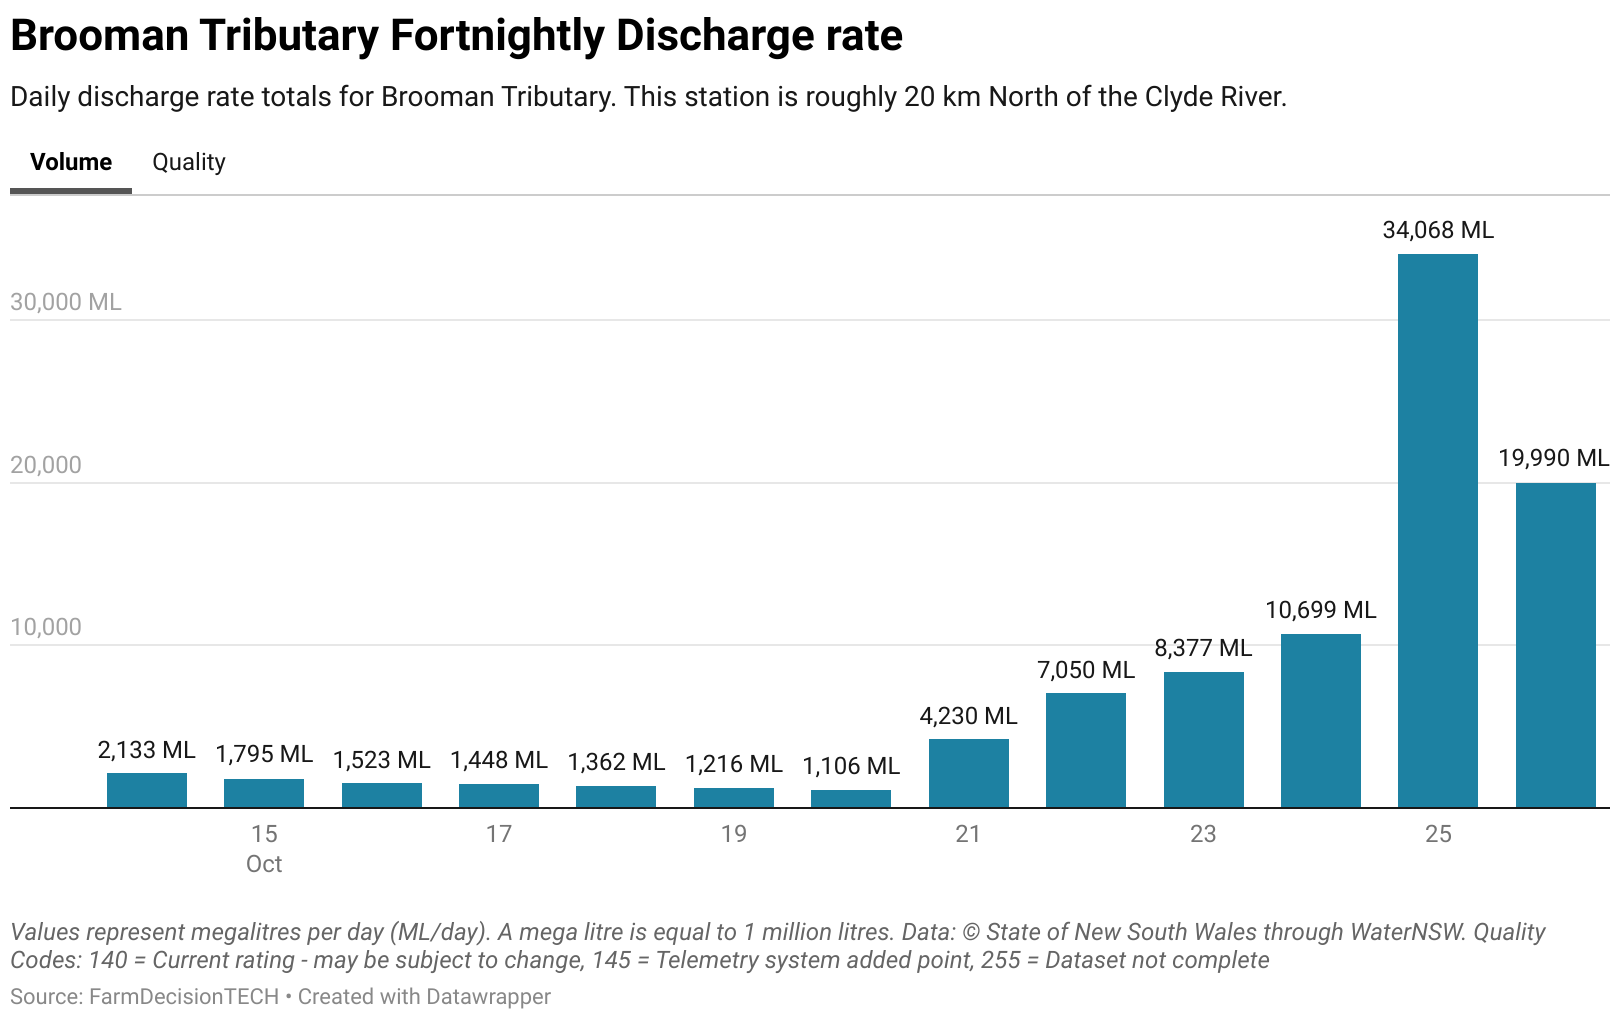 Brooman Tributary Fortnightly Discharge rate
Daily discharge rate totals for Brooman Tributary. This station is roughly 20 km North of the Clyde River.
Volume Quality
34,068 ML
30,000 ML
19,990 ML
20,000
10,699 ML
10,000
8,377 ML
7,050 ML
4,230 ML
2,133 ML 1,795 ML 1,523 ML 1,448 ML 1,362 ML 1,216 ML 1,106 ML
15 17 19 21 23 25
Oct
Values represent megalitres per day (ML/day). A mega litre is equal to 1 million litres. Data: © State of New South Wales through WaterNSW. Quality
Codes: 140 = Current rating - may be subject to change, 145 = Telemetry system added point, 255 = Dataset not complete
Source: FarmDecisionTECH • Created with Datawrapper